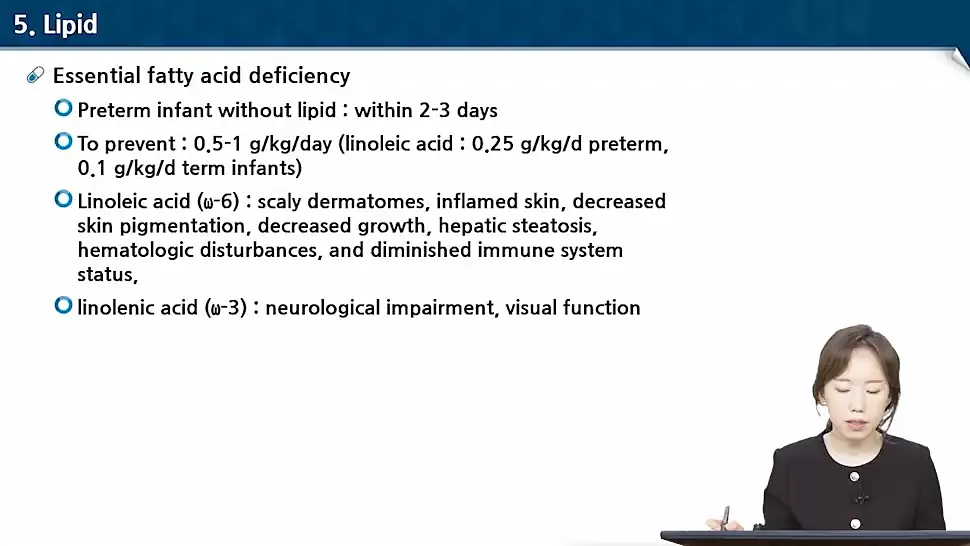 5. Lipid
Essential fatty acid deficiency
Preterm infant without lipid : within 2-3 days
To prevent : 0.5-1 g/kg/day (linoleic acid : 0.25 g/kg/d preterm,
0.1 g/kg/d term infants)
Linoleic acid (ω-6) : scaly dermatomes, inflamed skin, decreased
skin pigmentation, decreased growth, hepatic steatosis,
hematologic disturbances, and diminished immune system
status,
linolenic acid (ω-3) : neurological impairment, visual function